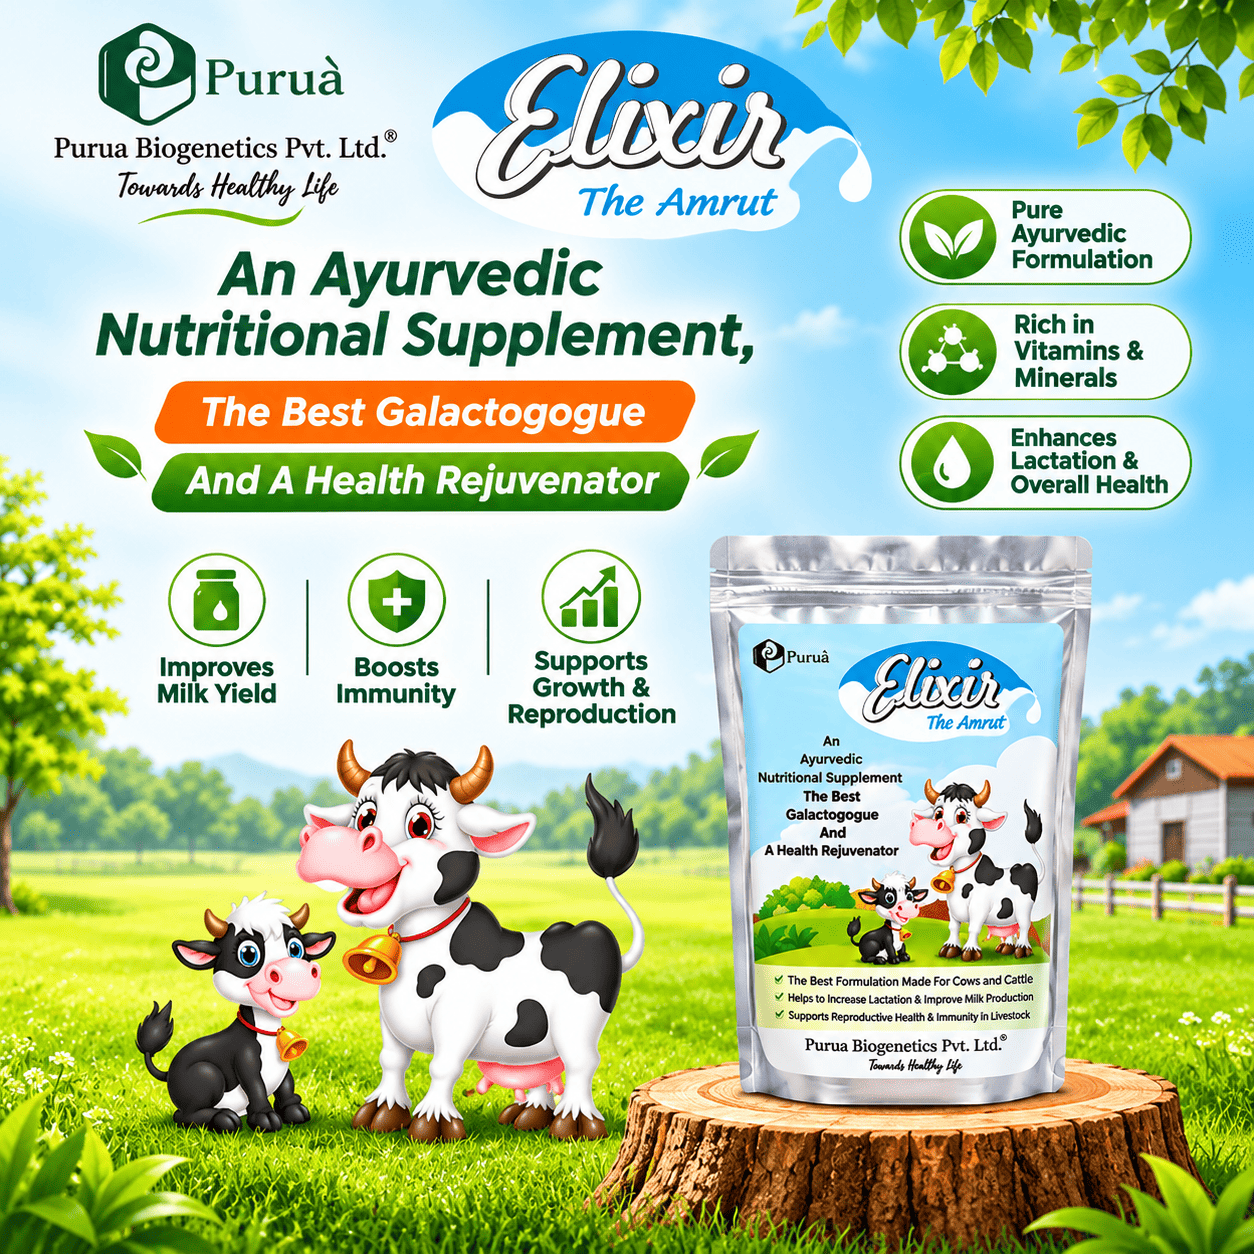 Puruà
Purua Biogenetics Pvt. Ltd.®
Towards Healthy Life
Elixir
The Amrut
An Ayurvedic
Nutritional Supplement,
The Best Galactogogue
And A Health Rejuvenator
Pure
Ayurvedic
Formulation
Rich in
Vitamins &
Minerals
Enhances
Lactation &
Overall Health
Improves
Milk Yield
Boosts
Immunity
Supports
Growth &
Reproduction
Puruâ
Elixir
The Amrut
An
Ayurvedic
Nutritional Supplement
The Best
Galactogogue
And
A Health Rejuvenator
The Best Formulation Made For Cows and Cattle
Helps to Increase Lactation & Improve Milk Production
Supports Reproductive Health & Immunity in Livestock
Purua Biogenetics Pvt. Ltd.®
Towards Healthy Life